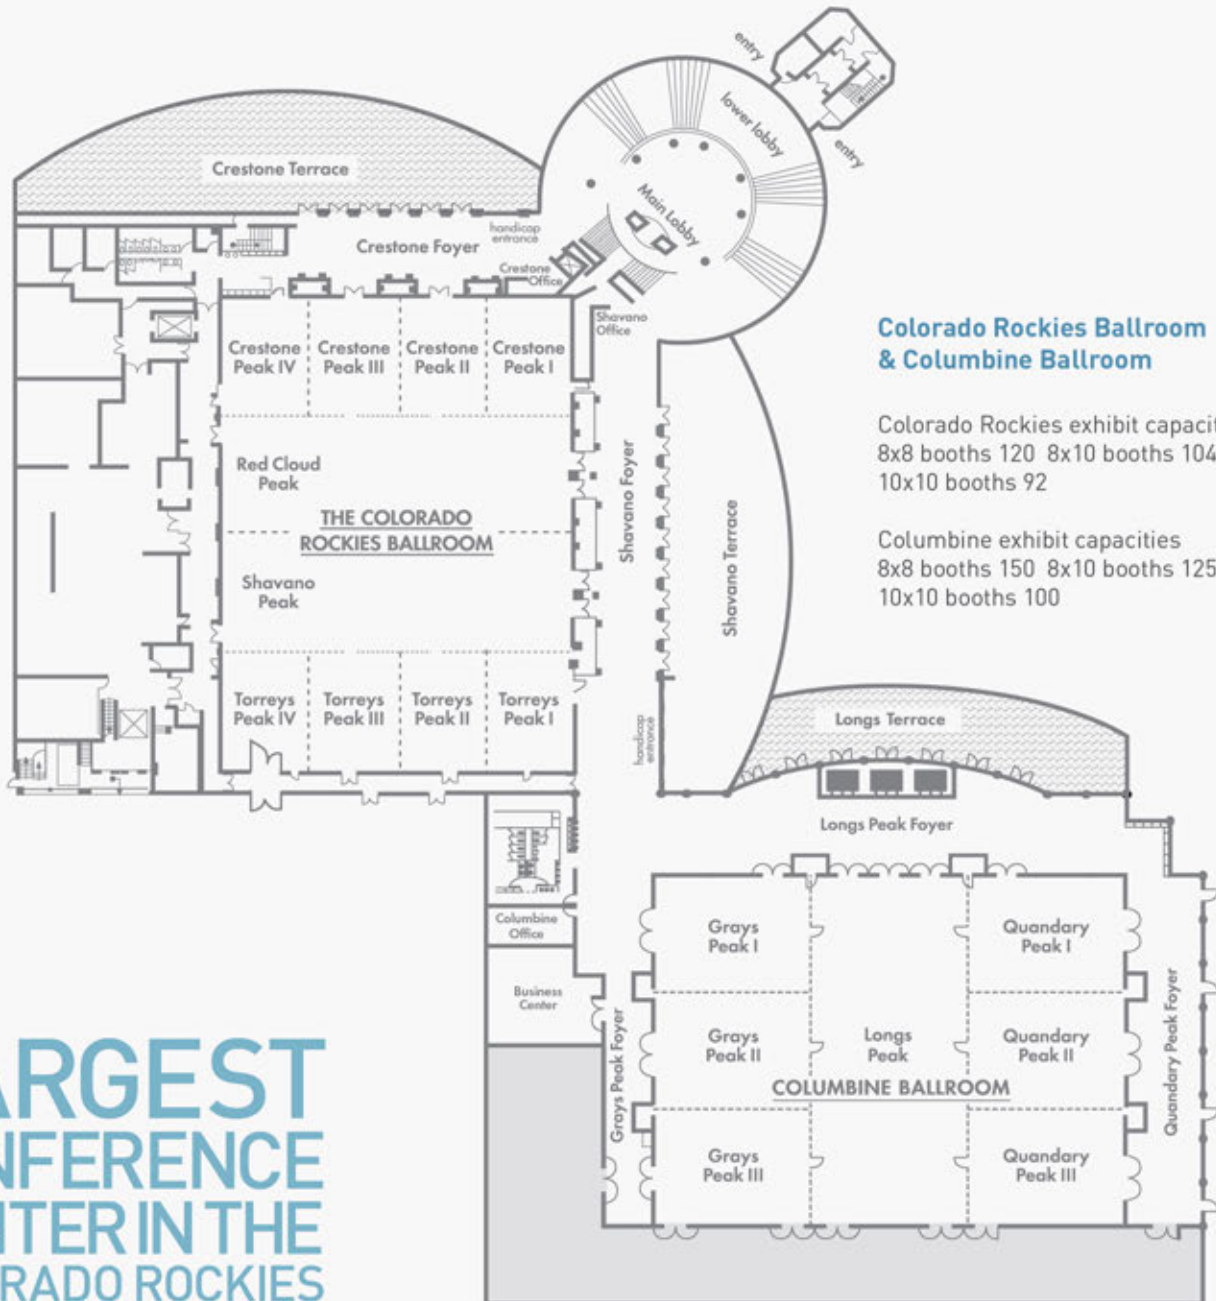 entry
lower lobby
entry
Main Lobby
Crestone Terrace
handicap
entrance
Crestone Foyer
Crestone
Office
Shavano
Office
Crestone
Peak IV
Crestone
Peak III
Crestone
Peak II
Crestone
Peak I
Red Cloud
Peak
THE COLORADO
ROCKIES BALLROOM
Shavano
Peak
Torreys
Peak IV
Torreys
Peak III
Torreys
Peak II
Torreys
Peak I
Shavano Foyer
Shavano Terrace
handicap
entrance
Colorado Rockies Ballroom
& Columbine Ballroom
Colorado Rockies exhibit capacit
8x8 booths 120 8x10 booths 104
10x10 booths 92
Columbine exhibit capacities
8x8 booths 150 8x10 booths 125
10x10 booths 100
Longs Terrace
Longs Peak Foyer
Columbine
Office
Business
Center
Grays Peak Foyer
Grays
Peak I
Grays
Peak II
Grays
Peak III
Longs
Peak
COLUMBINE BALLROOM
Quandary
Peak I
Quandary
Peak II
Quandary
Peak III
Quandary Peak Foyer
ARGEST
NFERENCE
NTER IN THE
RADO ROCKIES